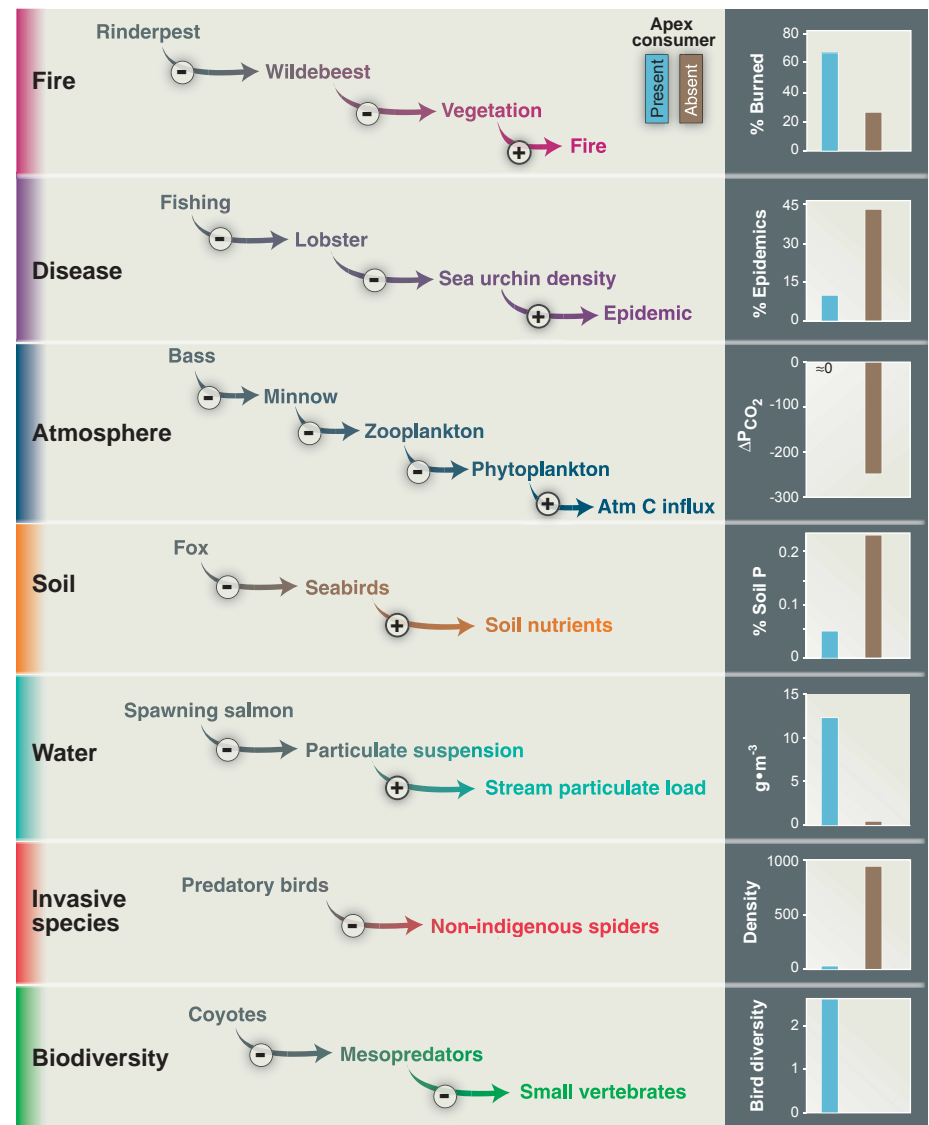 Fire
Rinderpest
-
Wildebeest
-
Vegetation
+
Fire
Apex
consumer
Present
Absent
% Burned
80
60
40
20
0
Disease
Fishing
-
Lobster
-
Sea urchin density
+
Epidemic
% Epidemics
45
30
15
0
Atmosphere
Bass
-
Minnow
-
Zooplankton
-
Phytoplankton
+
Atm C influx
ΔPCO2
≈0
0
-100
-200
-300
Soil
Fox
-
Seabirds
+
Soil nutrients
% Soil P
0.2
0.1
0
Water
Spawning salmon
-
Particulate suspension
+
Stream particulate load
g•m-3
15
10
5
0
Invasive
species
Predatory birds
-
Non-indigenous spiders
Density
1000
500
0
Biodiversity
Coyotes
-
Mesopredators
-
Small vertebrates
Bird diversity
2
1
0